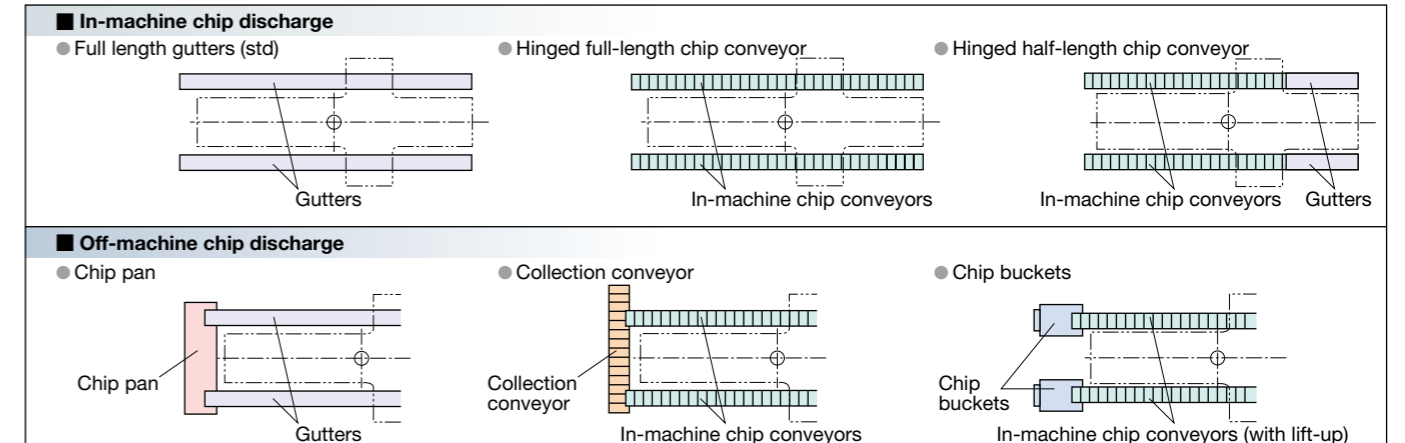 ■ In-machine chip discharge
● Full length gutters (std)
● Hinged full-length chip conveyor
● Hinged half-length chip conveyor
Gutters
In-machine chip conveyors
In-machine chip conveyors
Gutters
■ Off-machine chip discharge
● Chip pan
● Collection conveyor
● Chip buckets
Chip pan
Gutters
Collection
conveyor
In-machine chip conveyors
Chip
buckets
In-machine chip conveyors (with lift-up)